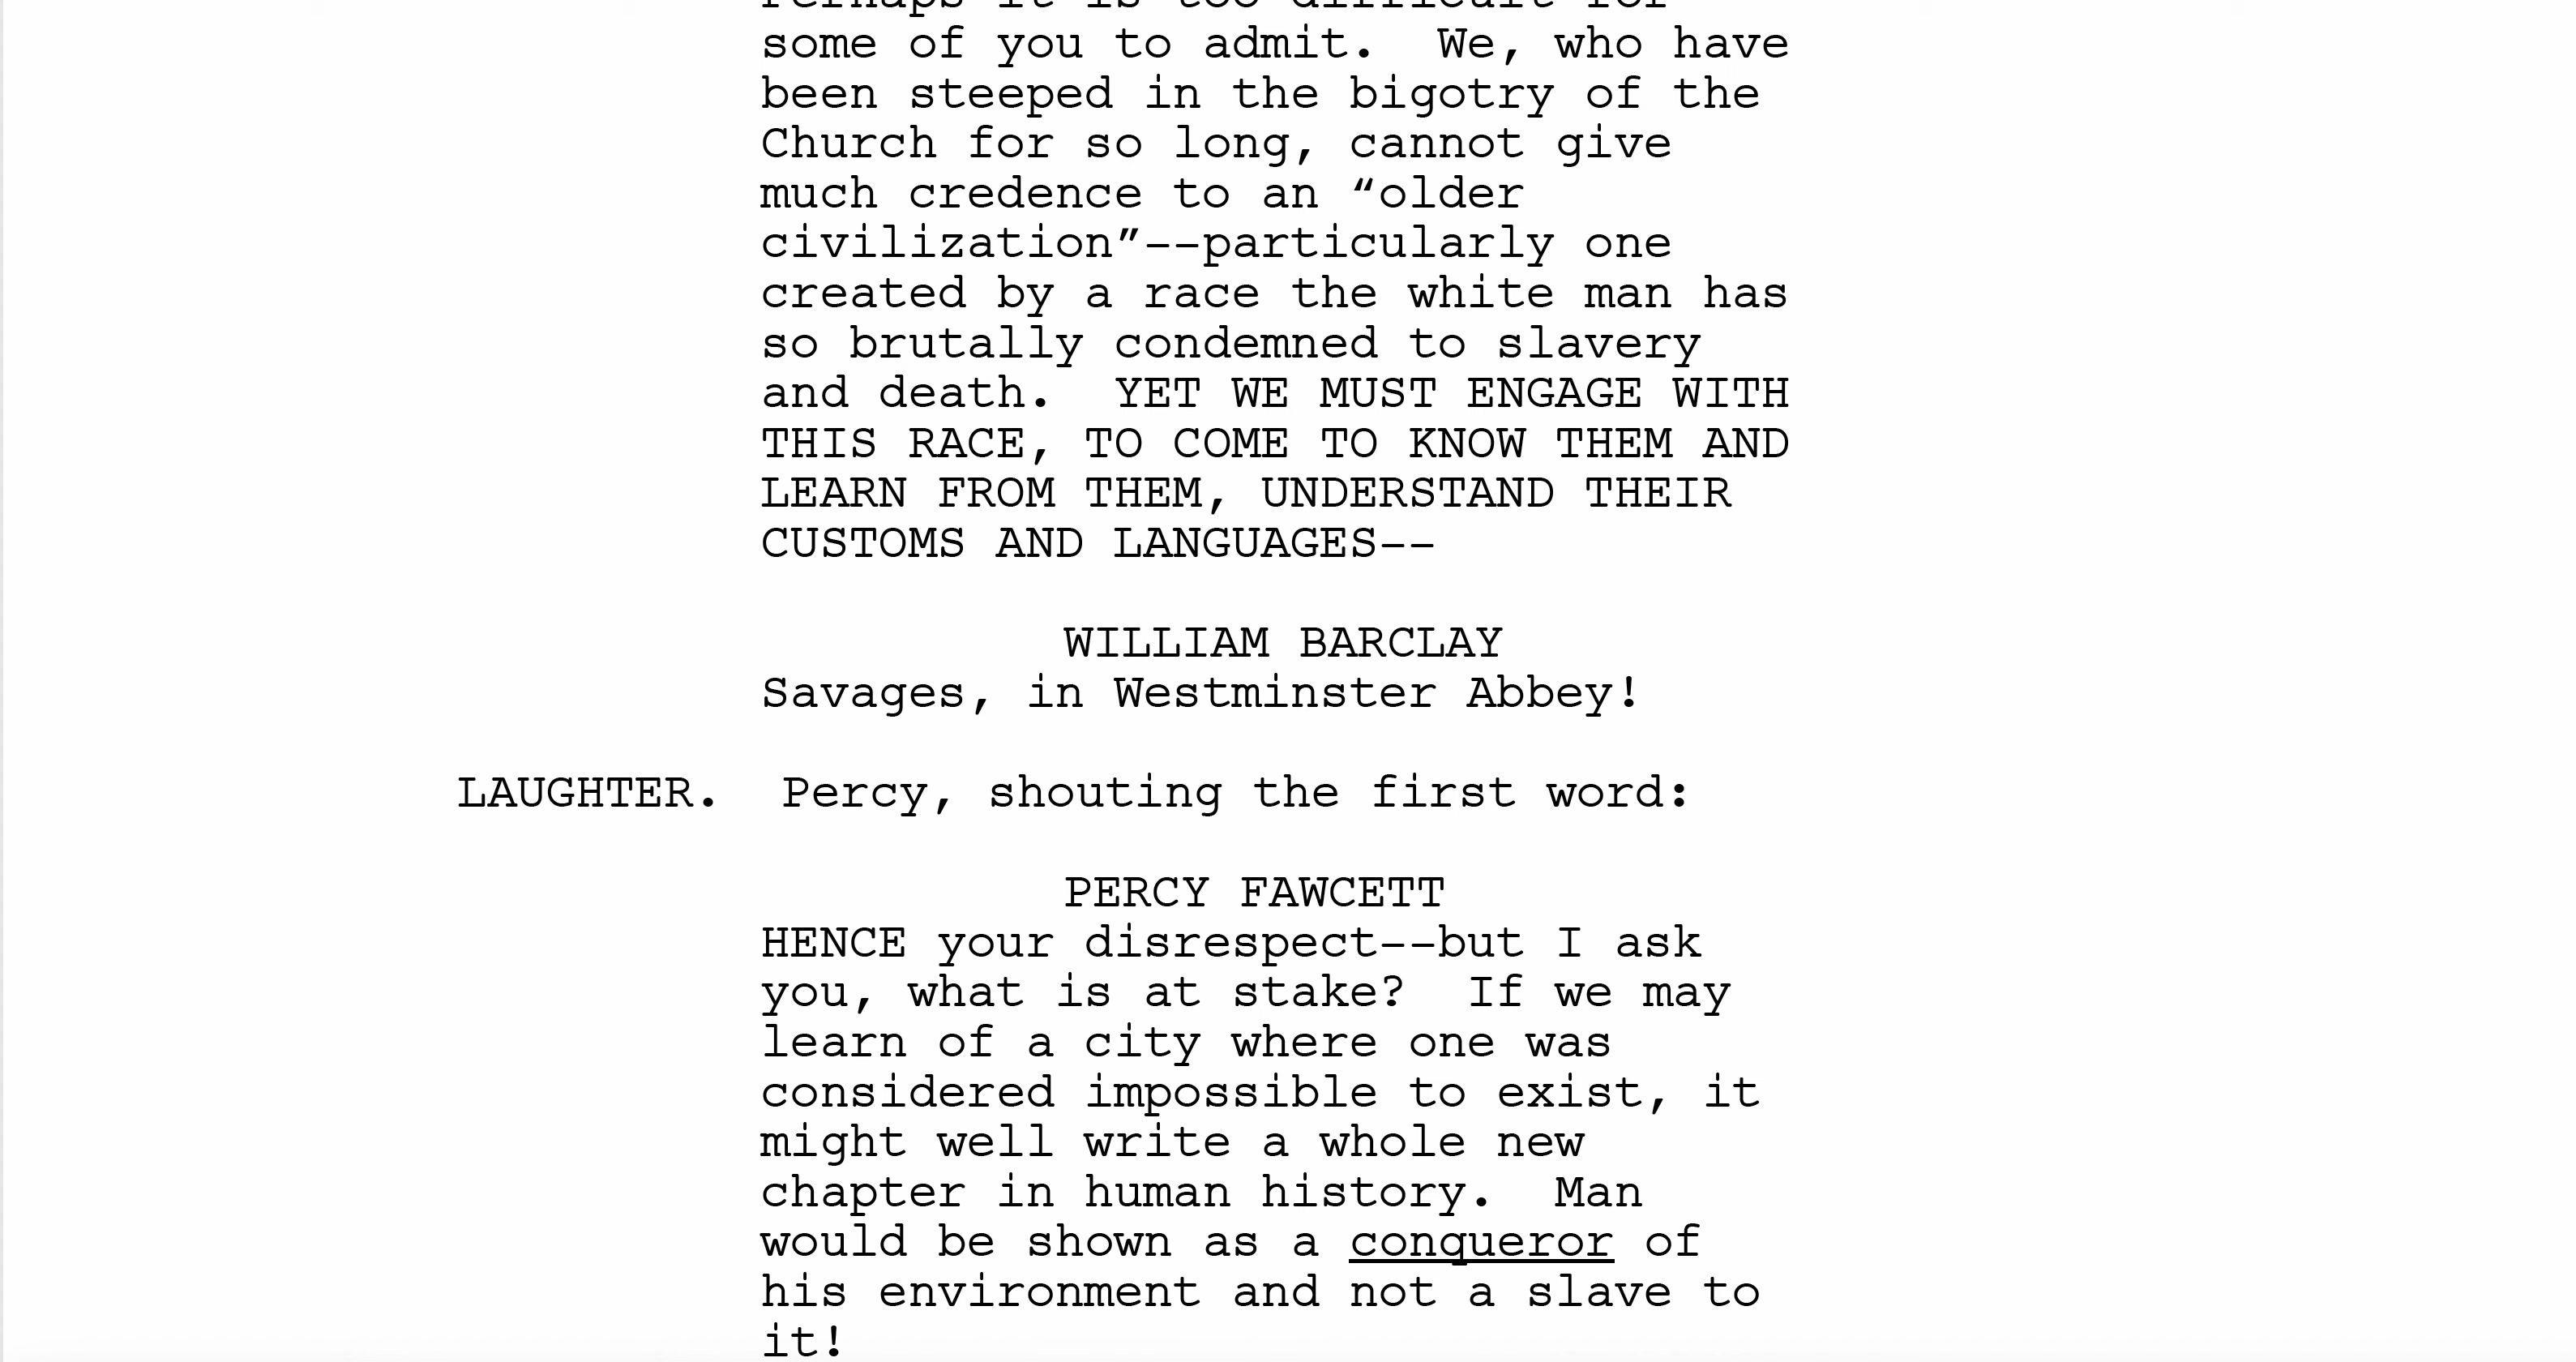 Perhaps it is too difficult for
some of you to admit.  We, who have
been steeped in the bigotry of the
Church for so long, cannot give
much credence to an “older
civilization”--particularly one
created by a race the white man has
so brutally condemned to slavery
and death.  YET WE MUST ENGAGE WITH
THIS RACE, TO COME TO KNOW THEM AND
LEARN FROM THEM, UNDERSTAND THEIR
CUSTOMS AND LANGUAGES--
WILLIAM BARCLAY
Savages, in Westminster Abbey!
LAUGHTER.  Percy, shouting the first word:
PERCY FAWCETT
HENCE your disrespect--but I ask
you, what is at stake?  If we may
learn of a city where one was
considered impossible to exist, it
might well write a whole new
chapter in human history.  Man
would be shown as a conqueror of
his environment and not a slave to
it!